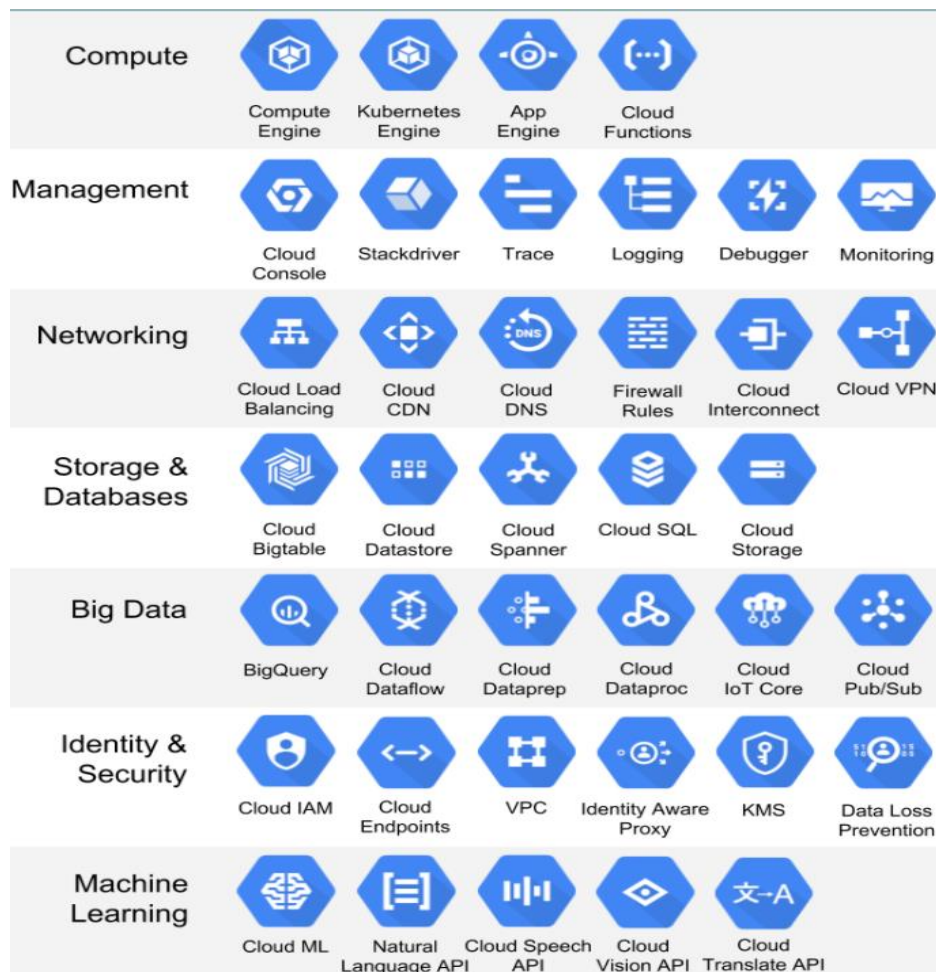 Compute
Compute
Engine
Kubernetes
Engine
App
Engine
Cloud
Functions
Management
Cloud
Console
Stackdriver
Trace
Logging
Debugger
Monitoring
Networking
Cloud Load
Balancing
Cloud
CDN
DNS
Cloud
DNS
Firewall
Rules
Cloud
Interconnect
Cloud VPN
Storage &
Databases
Cloud
Bigtable
Cloud
Datastore
Cloud
Spanner
Cloud SQL
Cloud
Storage
Big Data
BigQuery
Cloud
Dataflow
Cloud
Dataprep
Cloud
Dataproc
Cloud
IoT Core
Cloud
Pub/Sub
Identity &
Security
Cloud IAM
Cloud
Endpoints
VPC
Identity Aware
Proxy
KMS
Data Loss
Prevention
Machine
Learning
Cloud ML
Natural
Language API
Cloud Speech
API
Cloud
Vision API
文→A
Cloud
Translate API